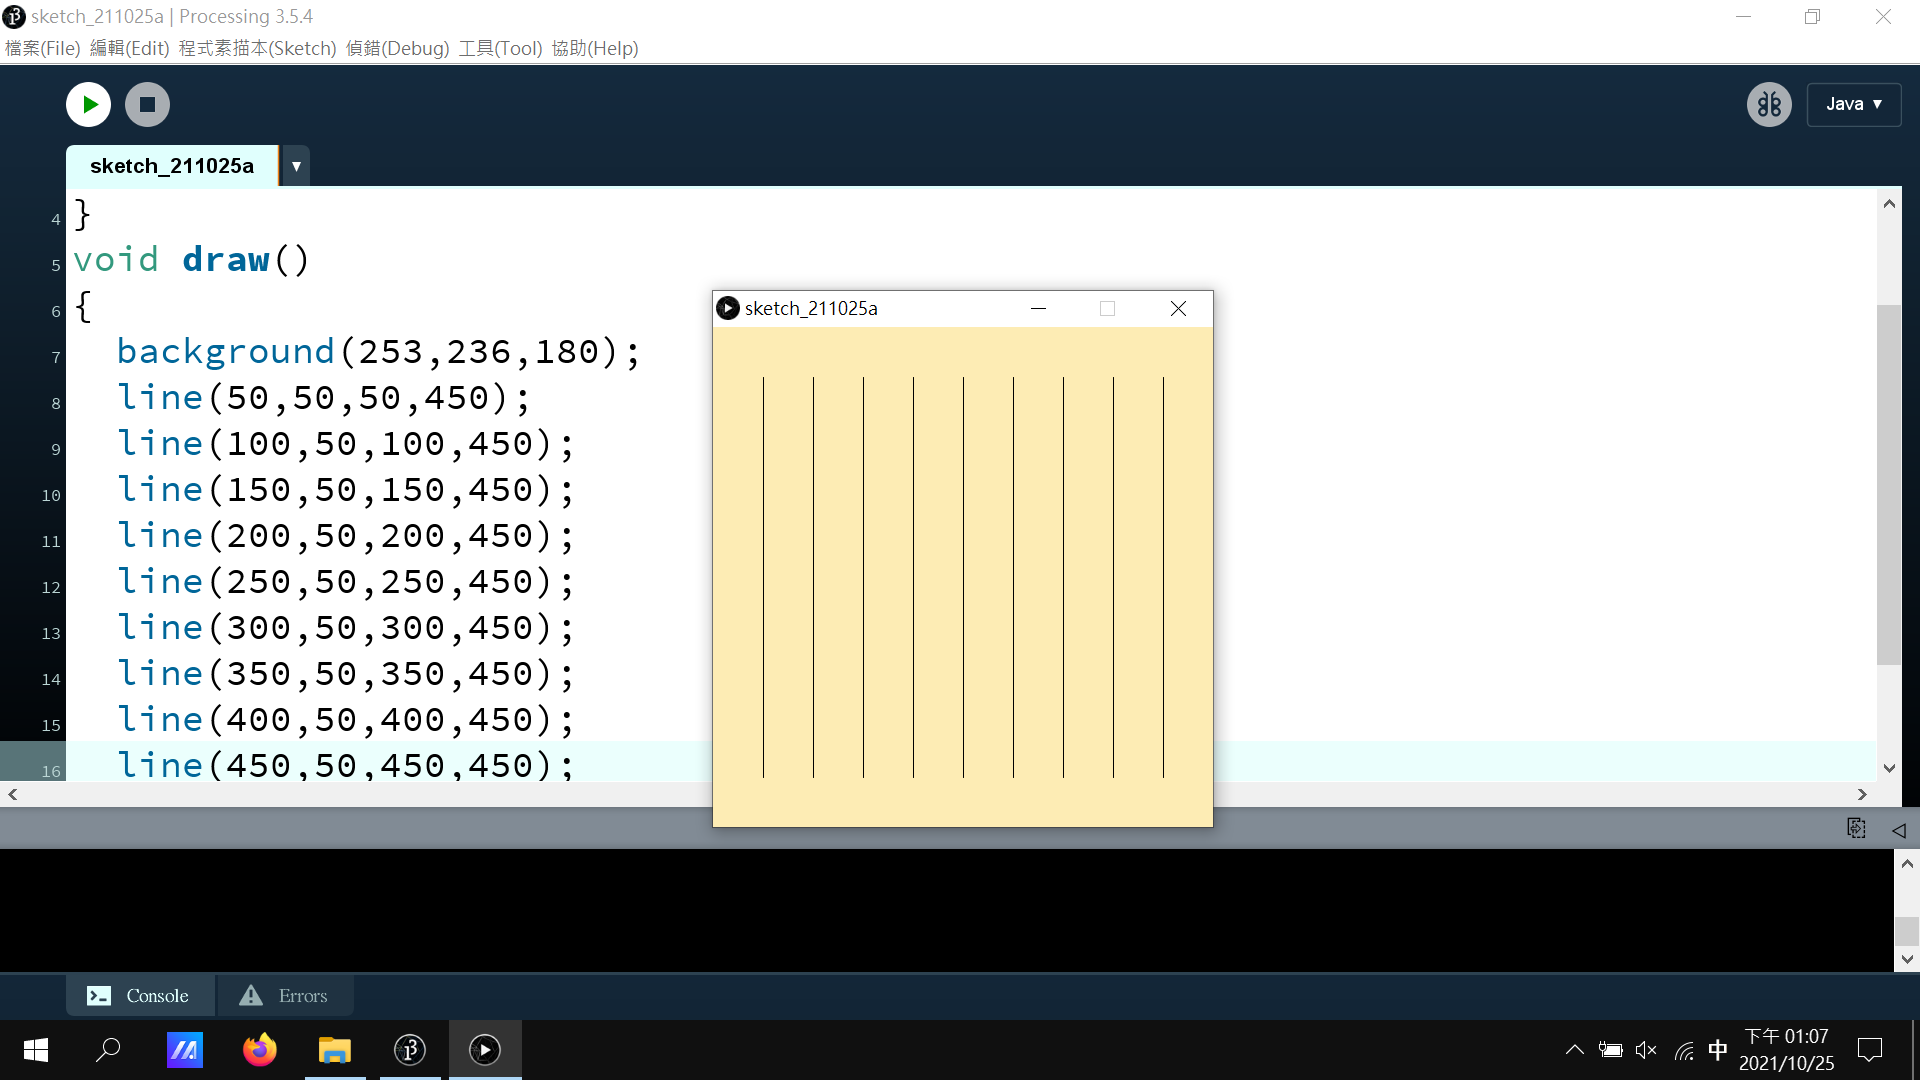 sketch_211025a | Processing 3.5.4
檔案(File) 編輯(Edit) 程式素描本(Sketch) 偵錯(Debug) 工具(Tool) 協助(Help)
Java ▼
sketch_211025a ▼
4 }
5 void draw()
6 {
7 background(253,236,180);
8 line(50,50,50,450);
9 line(100,50,100,450);
10 line(150,50,150,450);
11 line(200,50,200,450);
12 line(250,50,250,450);
13 line(300,50,300,450);
14 line(350,50,350,450);
15 line(400,50,400,450);
16 line(450,50,450,450);
sketch_211025a
Console Errors
中
下午 01:07
2021/10/25